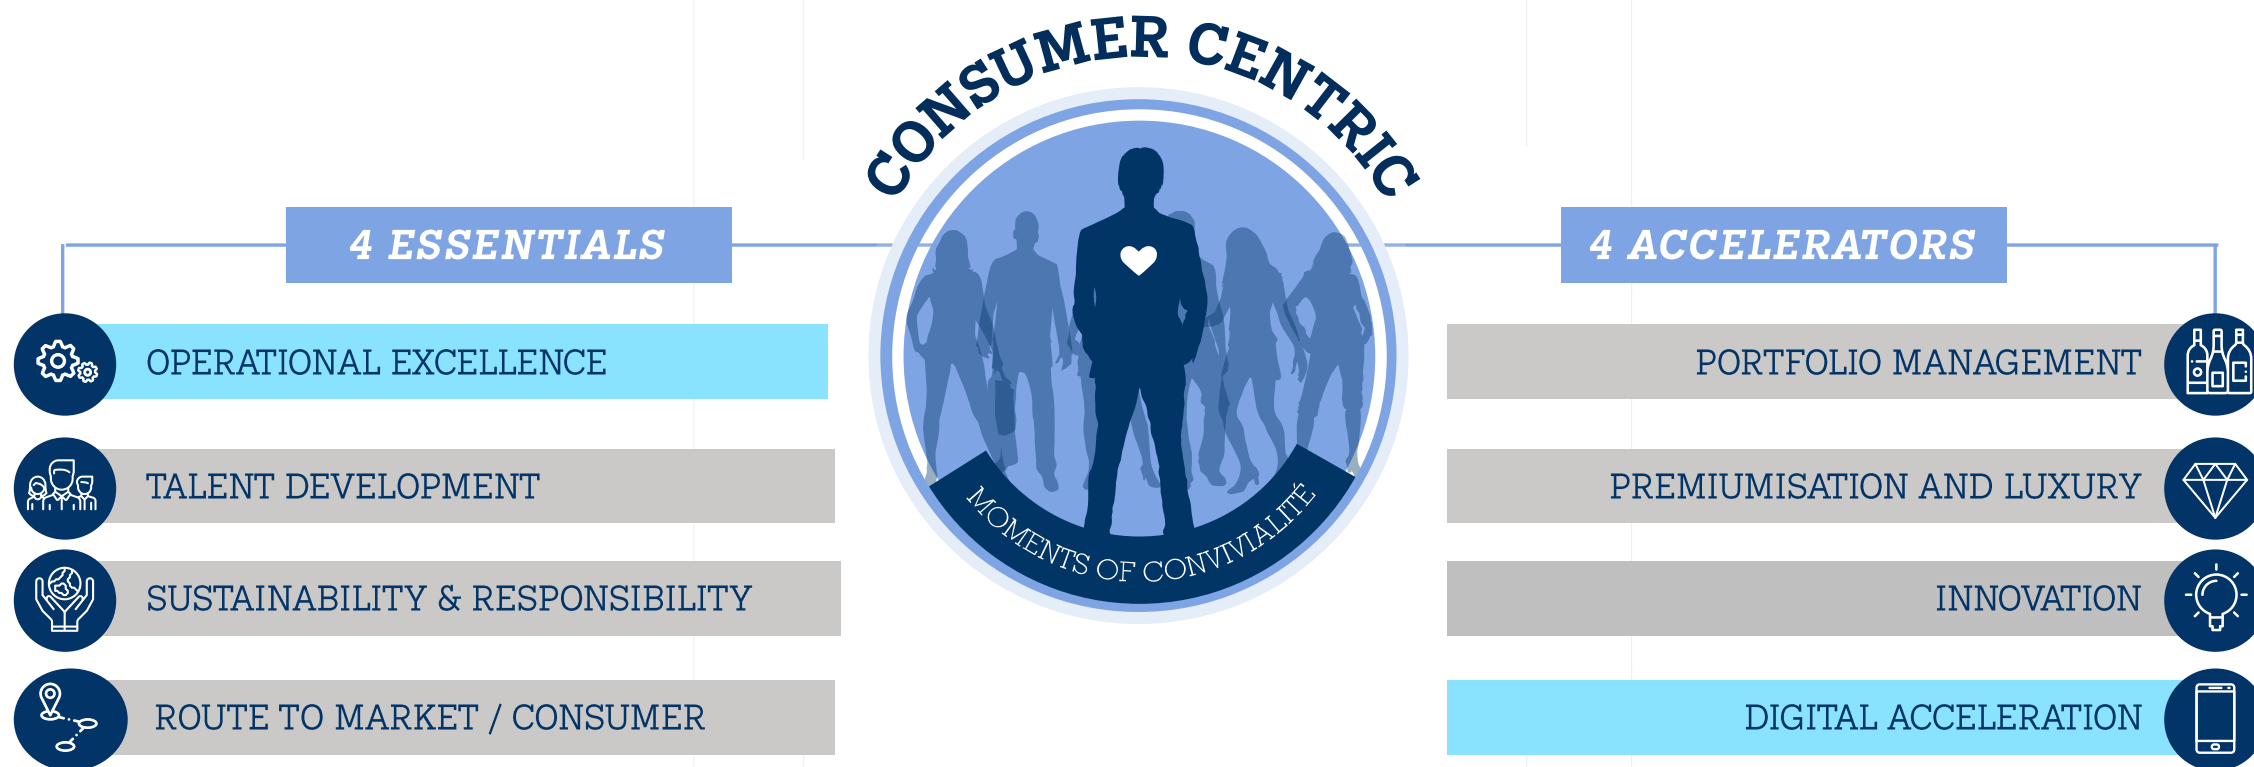 CONSUMER CENTRIC
4 ESSENTIALS
4 ACCELERATORS
OPERATIONAL EXCELLENCE
TALENT DEVELOPMENT
SUSTAINABILITY & RESPONSIBILITY
ROUTE TO MARKET / CONSUMER
MOMENTS OF CONVIVIALITÉ
PORTFOLIO MANAGEMENT
PREMIUMISATION AND LUXURY
INNOVATION
DIGITAL ACCELERATION